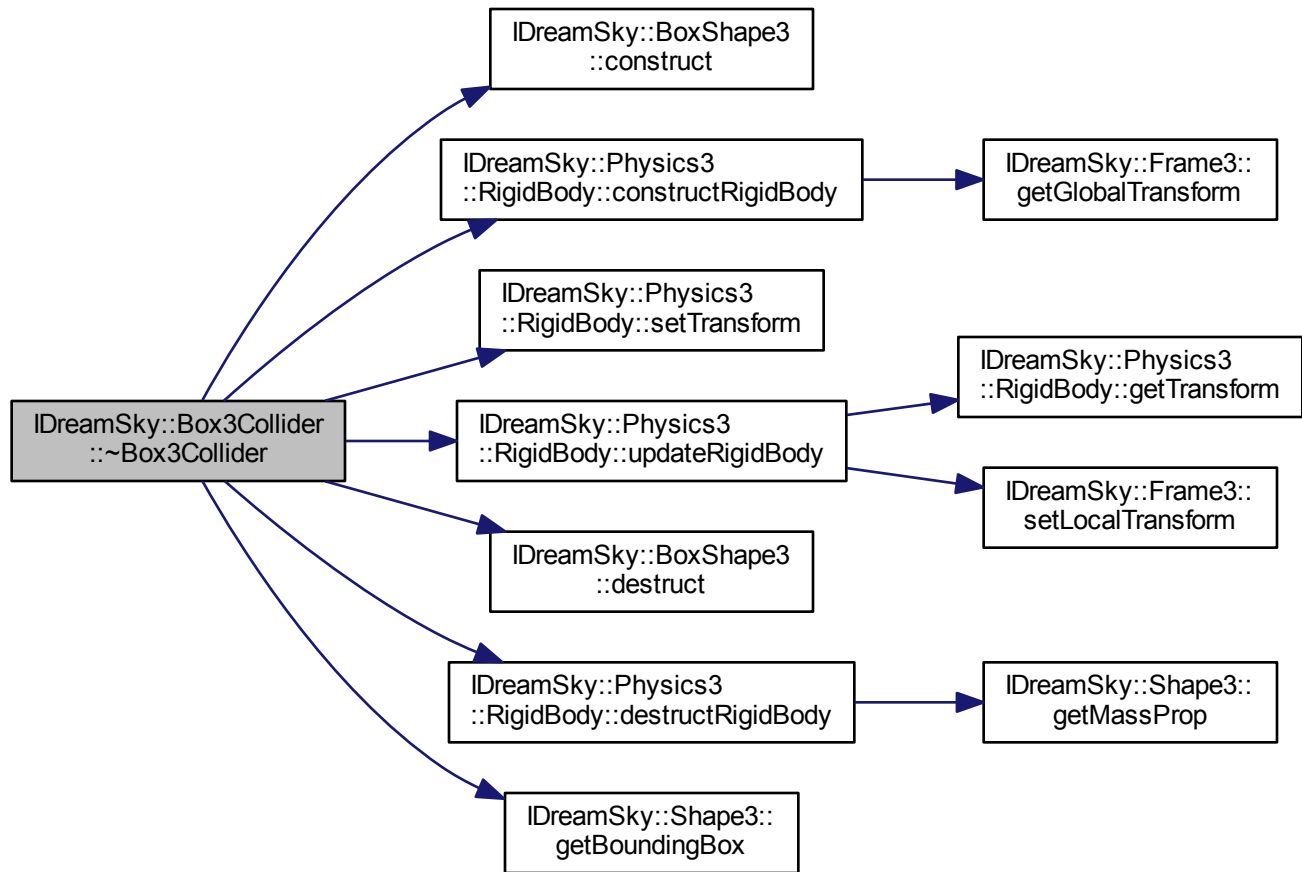 IDreamSky::BoxShape3
::construct
IDreamSky::Physics3
::RigidBody::constructRigidBody
IDreamSky::Frame3::
getGlobalTransform
IDreamSky::Physics3
::RigidBody::setTransform
IDreamSky::Box3Collider
::~Box3Collider
IDreamSky::Physics3
::RigidBody::updateRigidBody
IDreamSky::Physics3
::RigidBody::getTransform
IDreamSky::Frame3::
setLocalTransform
IDreamSky::BoxShape3
::destruct
IDreamSky::Physics3
::RigidBody::destructRigidBody
IDreamSky::Shape3::
getMassProp
IDreamSky::Shape3::
getBoundingBox